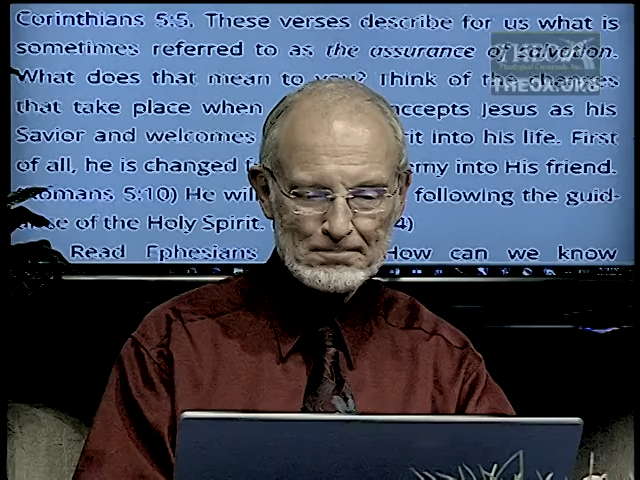 Corinthians 5:5. These verses describe for us what is
sometimes referred to as the assurance of salvation.
What does that mean to you? Think of the changes
that take place when accepts Jesus as his
Savior and welcomes into his life. First
of all, he is changed into His friend.
(Romans 5:10) He will following the guid-
of the Holy Spirit.
Read Ephesians How can we know